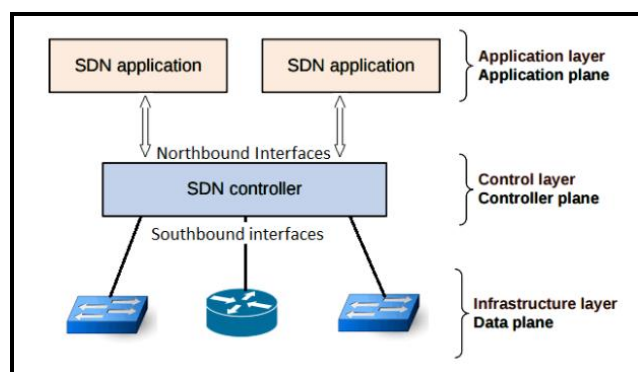 SDN application
SDN application
Application layer
Application plane
Northbound Interfaces
SDN controller
Control layer
Controller plane
Southbound interfaces
Infrastructure layer
Data plane